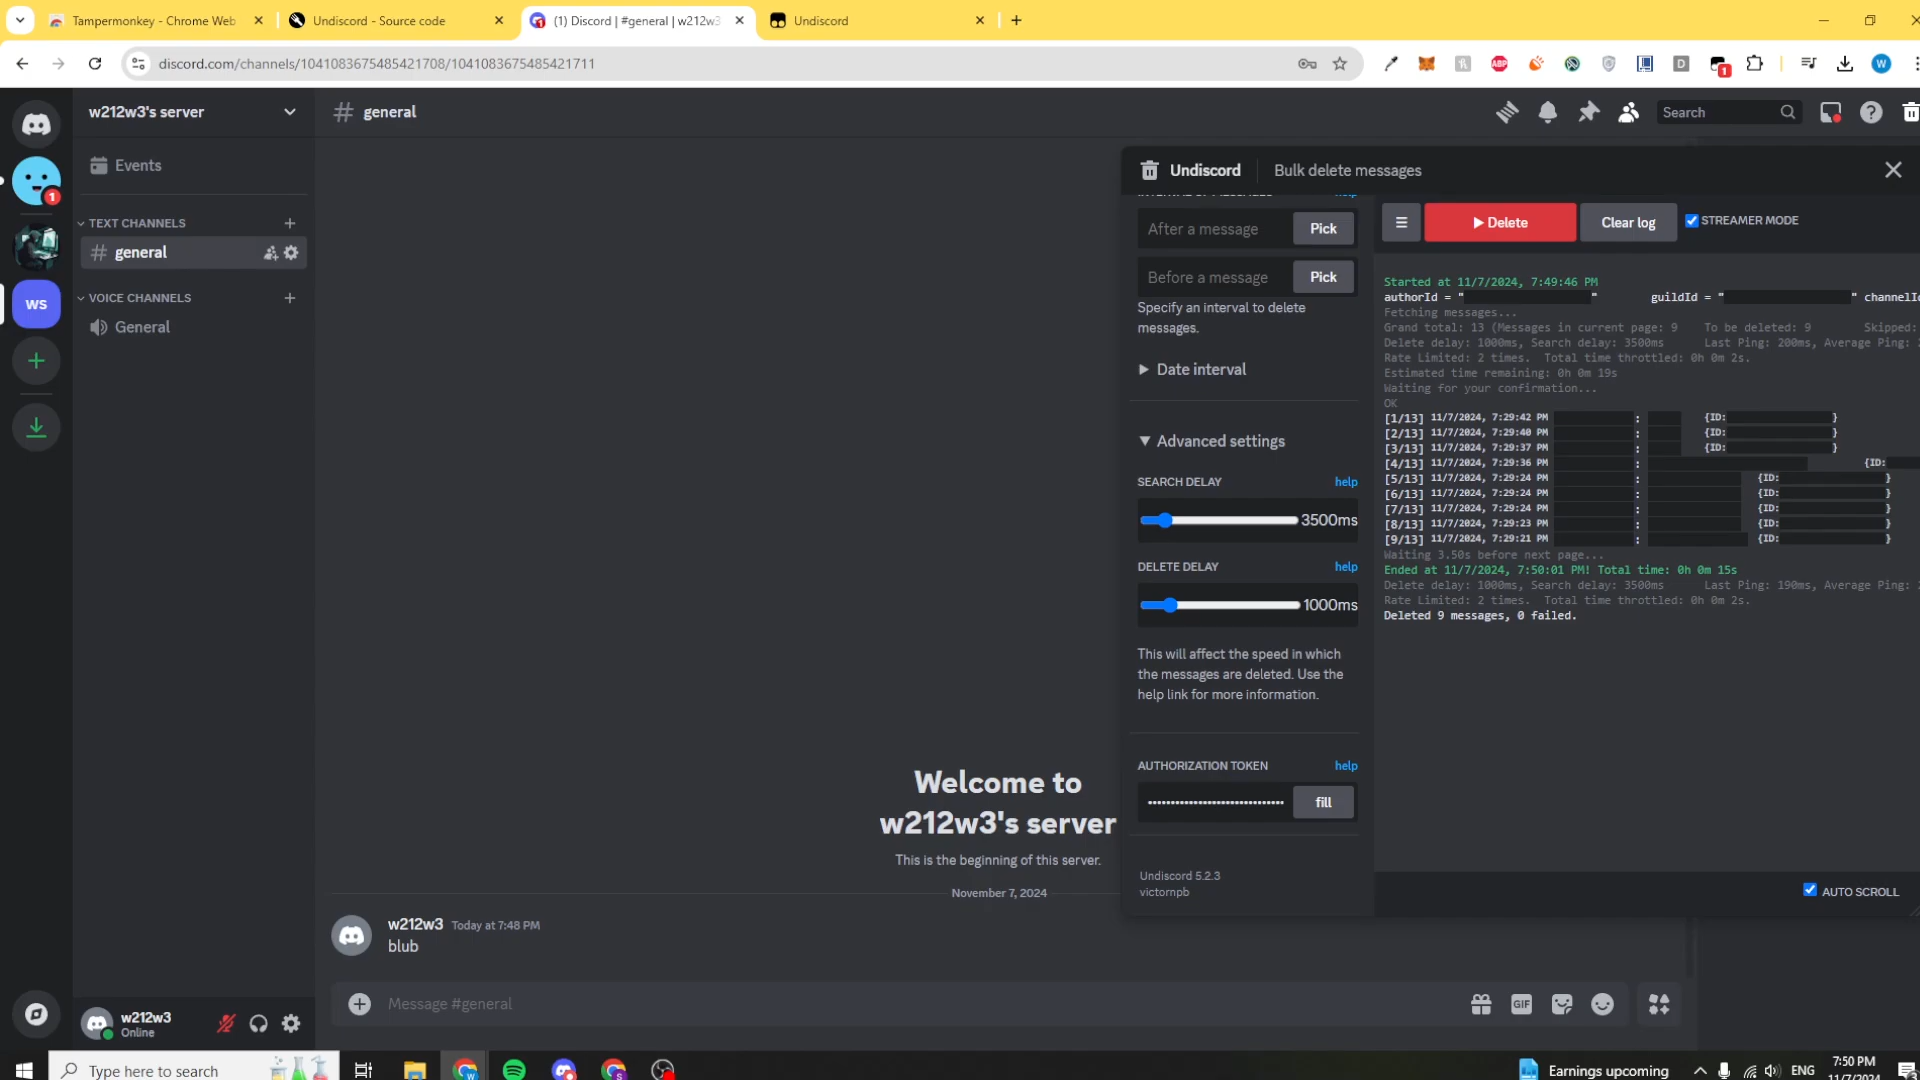 Tampermonkey - Chrome Web
Undiscord - Source code
(1) Discord | #general | w212w3
Undiscord
discord.com/channels/1041083675485421708/1041083675485421711
ABP
D
1
W
w212w3's server
general
Search
Events
1
TEXT CHANNELS
general
VOICE CHANNELS
WS
General
Undiscord
Bulk delete messages
help
After a message
Pick
Before a message
Pick
Specify an interval to delete
messages.
Date interval
Advanced settings
SEARCH DELAY
help
3500ms
DELETE DELAY
help
1000ms
This will affect the speed in which
the messages are deleted. Use the
help link for more information.
AUTHORIZATION TOKEN
help
fill
Undiscord 5.2.3
victornpb
Delete
Clear log
STREAMER MODE
Started at 11/7/2024, 7:49:46 PM
authorId = " " guildId = " " channelId
Fetching messages...
Grand total: 13 (Messages in current page: 9 To be deleted: 9 Skipped:
Delete delay: 1000ms, Search delay: 3500ms Last Ping: 200ms, Average Ping:
Rate Limited: 2 times. Total time throttled: 0h 0m 2s.
Estimated time remaining: 0h 0m 19s
Waiting for your confirmation...
OK
[1/13] 11/7/2024, 7:29:42 PM : {ID: }
[2/13] 11/7/2024, 7:29:40 PM : {ID: }
[3/13] 11/7/2024, 7:29:37 PM : {ID: }
[4/13] 11/7/2024, 7:29:36 PM : {ID:
[5/13] 11/7/2024, 7:29:24 PM : {ID: }
[6/13] 11/7/2024, 7:29:24 PM : {ID: }
[7/13] 11/7/2024, 7:29:24 PM : {ID: }
[8/13] 11/7/2024, 7:29:23 PM : {ID: }
[9/13] 11/7/2024, 7:29:21 PM : {ID: }
Waiting 3.50s before next page...
Ended at 11/7/2024, 7:50:01 PM! Total time: 0h 0m 15s
Delete delay: 1000ms, Search delay: 3500ms Last Ping: 190ms, Average Ping:
Rate Limited: 2 times. Total time throttled: 0h 0m 2s.
Deleted 9 messages, 0 failed.
AUTO SCROLL
Welcome to
w212w3's server
This is the beginning of this server.
November 7, 2024
w212w3 Today at 7:48 PM
blub
Message #general
GIF
w212w3
Online
Type here to search
Earnings upcoming
ENG
7:50 PM
11/7/2024